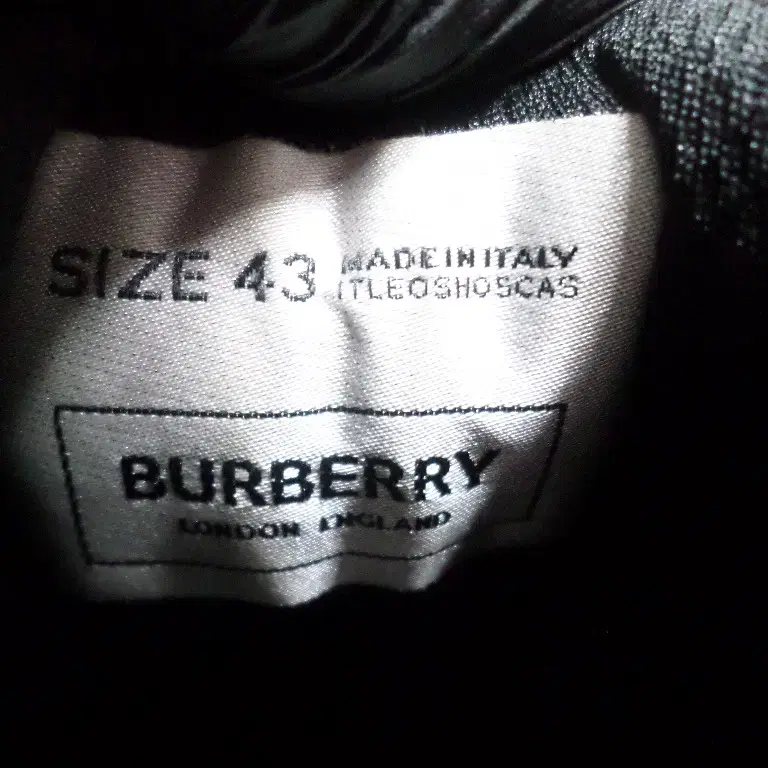 SIZE 43
MADE IN ITALY
ITLEOSHOSCAS
BURBERRY
LONDON ENGLAND